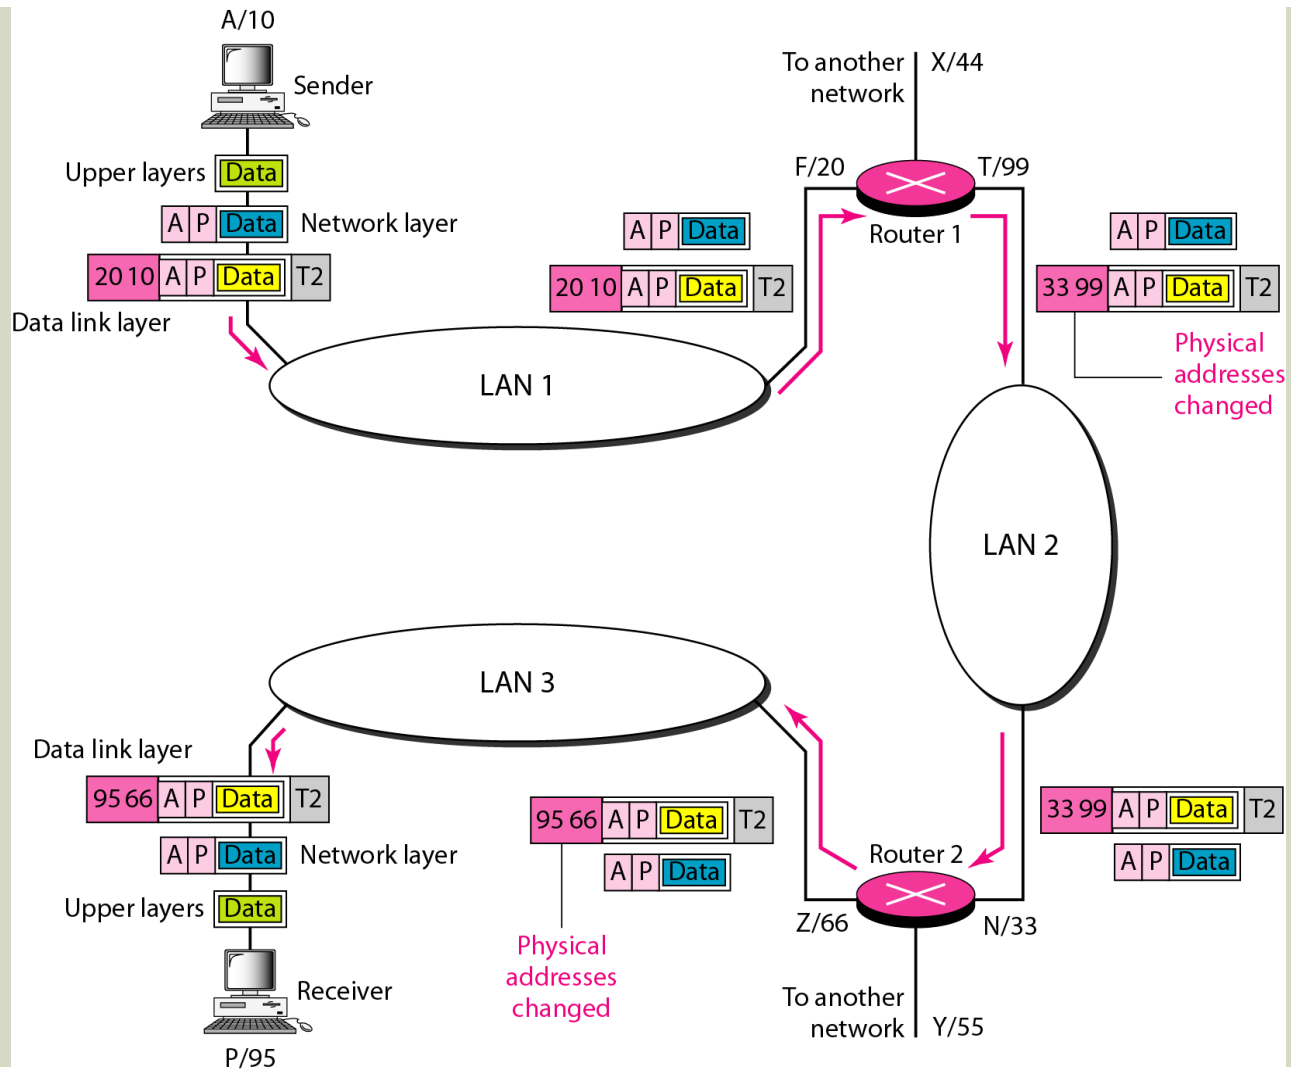 A/10
Sender
Upper layers Data
A P Data Network layer
20 10 A P Data T2
Data link layer
LAN 1
To another
network
X/44
F/20
T/99
Router 1
A P Data
20 10 A P Data T2
A P Data
33 99 A P Data T2
Physical
addresses
changed
LAN 2
33 99 A P Data T2
A P Data
Router 2
Z/66
N/33
To another
network
Y/55
95 66 A P Data T2
A P Data
Physical
addresses
changed
LAN 3
Data link layer
95 66 A P Data T2
A P Data Network layer
Upper layers Data
Receiver
P/95